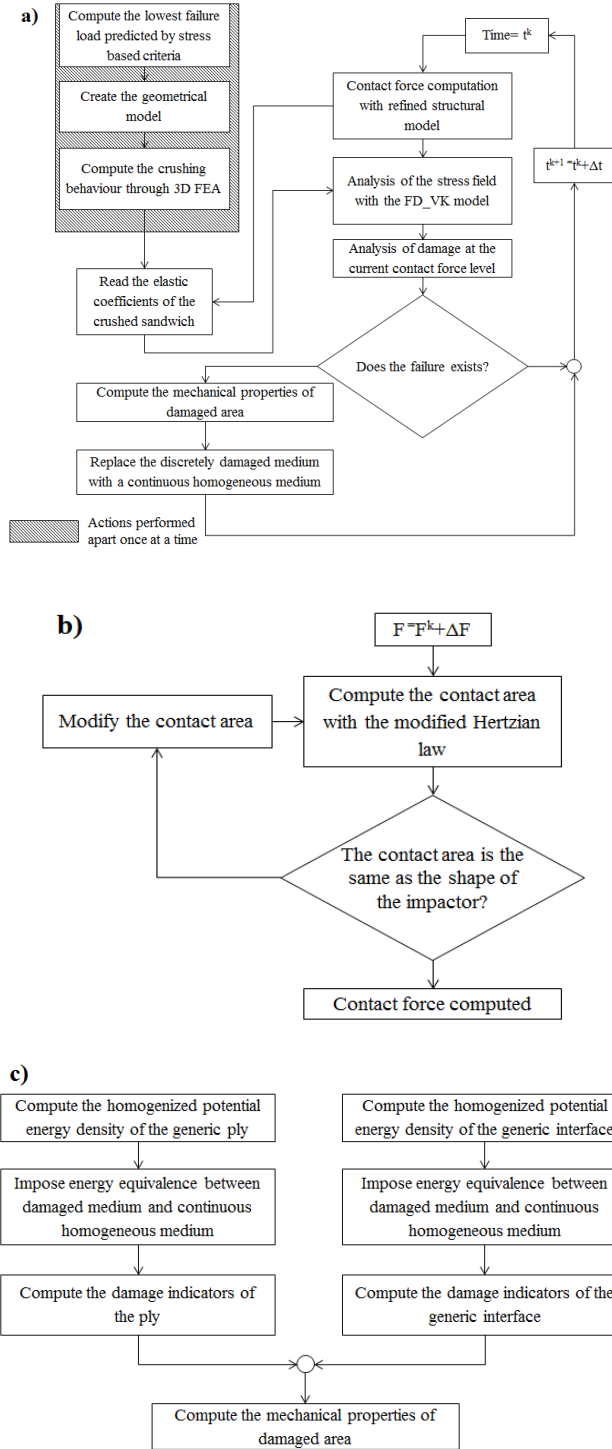 a)
Compute the lowest failure
load predicted by stress
based criteria
Create the geometrical
model
Compute the crushing
behaviour through 3D FEA
Read the elastic
coefficients of the
crushed sandwich
Time= tᵏ
Contact force computation
with refined structural
model
Analysis of the stress field
with the FD_VK model
Analysis of damage at the
current contact force level
Does the failure exists?
tᵏ⁺¹ =tᵏ+Δt
Compute the mechanical properties of
damaged area
Replace the discretely damaged medium
with a continuous homogeneous medium
Actions performed
apart once at a time
b)
F=Fᵏ+ΔF
Compute the contact area
with the modified Hertzian
law
Modify the contact area
The contact area is the
same as the shape of
the impactor?
Contact force computed
c)
Compute the homogenized potential
energy density of the generic ply
Impose energy equivalence between
damaged medium and continuous
homogeneous medium
Compute the damage indicators of
the ply
Compute the homogenized potential
energy density of the generic interface
Impose energy equivalence between
damaged medium and continuous
homogeneous medium
Compute the damage indicators of the
generic interface
Compute the mechanical properties of
damaged area